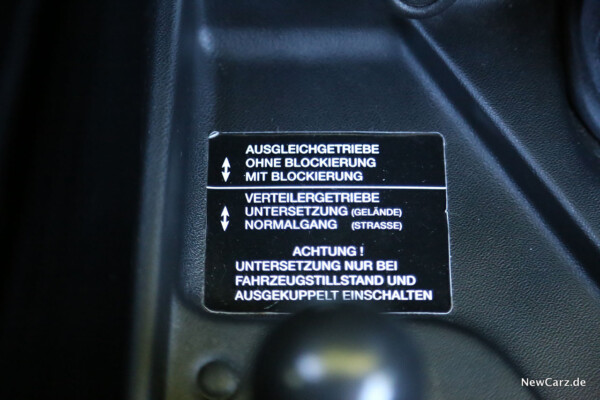 AUSGLEICHGETRIEBE
OHNE BLOCKIERUNG
MIT BLOCKIERUNG
VERTEILERGETRIEBE
UNTERSETZUNG (GELÄNDE)
NORMALGANG (STRASSE)
ACHTUNG !
UNTERSETZUNG NUR BEI
FAHRZEUGTILLSTAND UND
AUSGEKUPPELT EINSCHALTEN
NewCarz.de